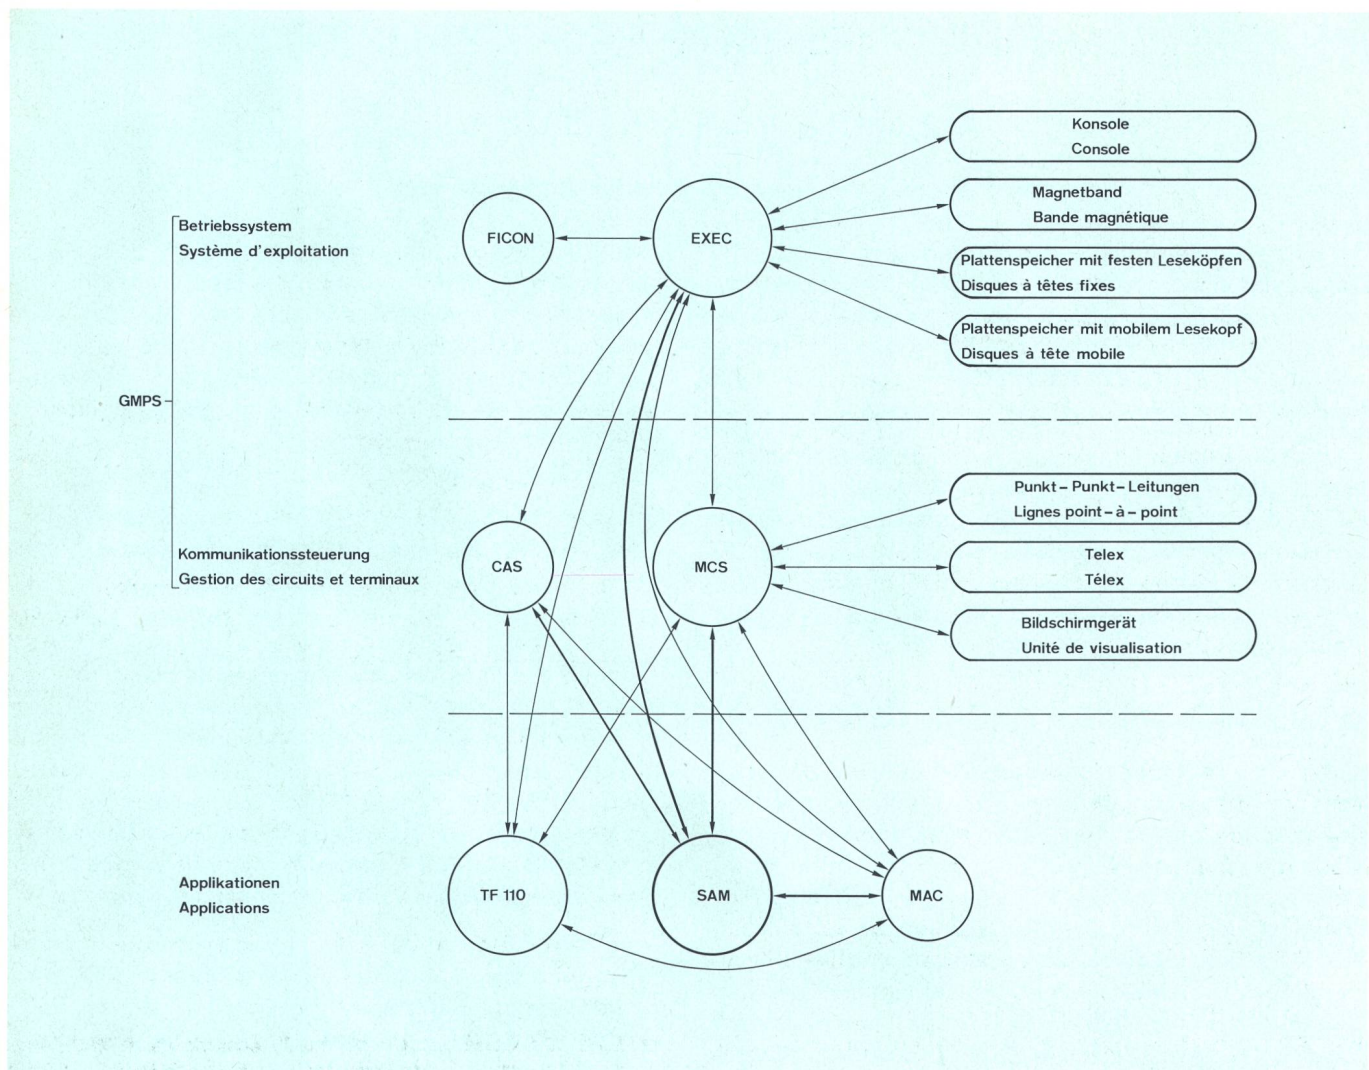 Konsole
Console
Magnetband
Bande magnétique
Betriebssystem
Système d'exploitation
FICON
EXEC
Plattenspeicher mit festen Leseköpfen
Disques à têtes fixes
Plattenspeicher mit mobilem Lesekopf
Disques à tête mobile
GMPS
Punkt–Punkt–Leitungen
Lignes point–à–point
Kommunikationssteuerung
Gestion des circuits et terminaux
CAS
MCS
Telex
Télex
Bildschirmgerät
Unité de visualisation
Applikationen
Applications
TF 110
SAM
MAC